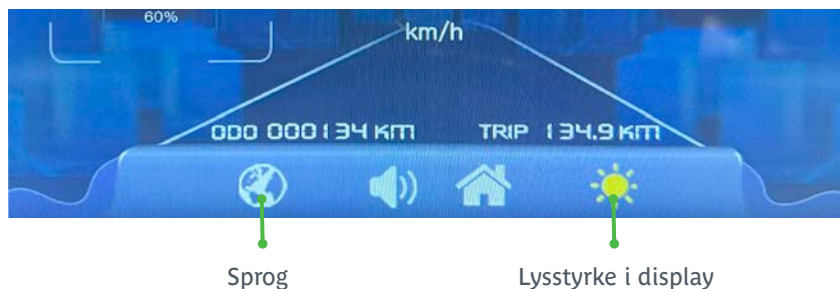 60%
km/h
ODO 000134 KM TRIP 134.9 KM
Sprog Lysstyrke i display